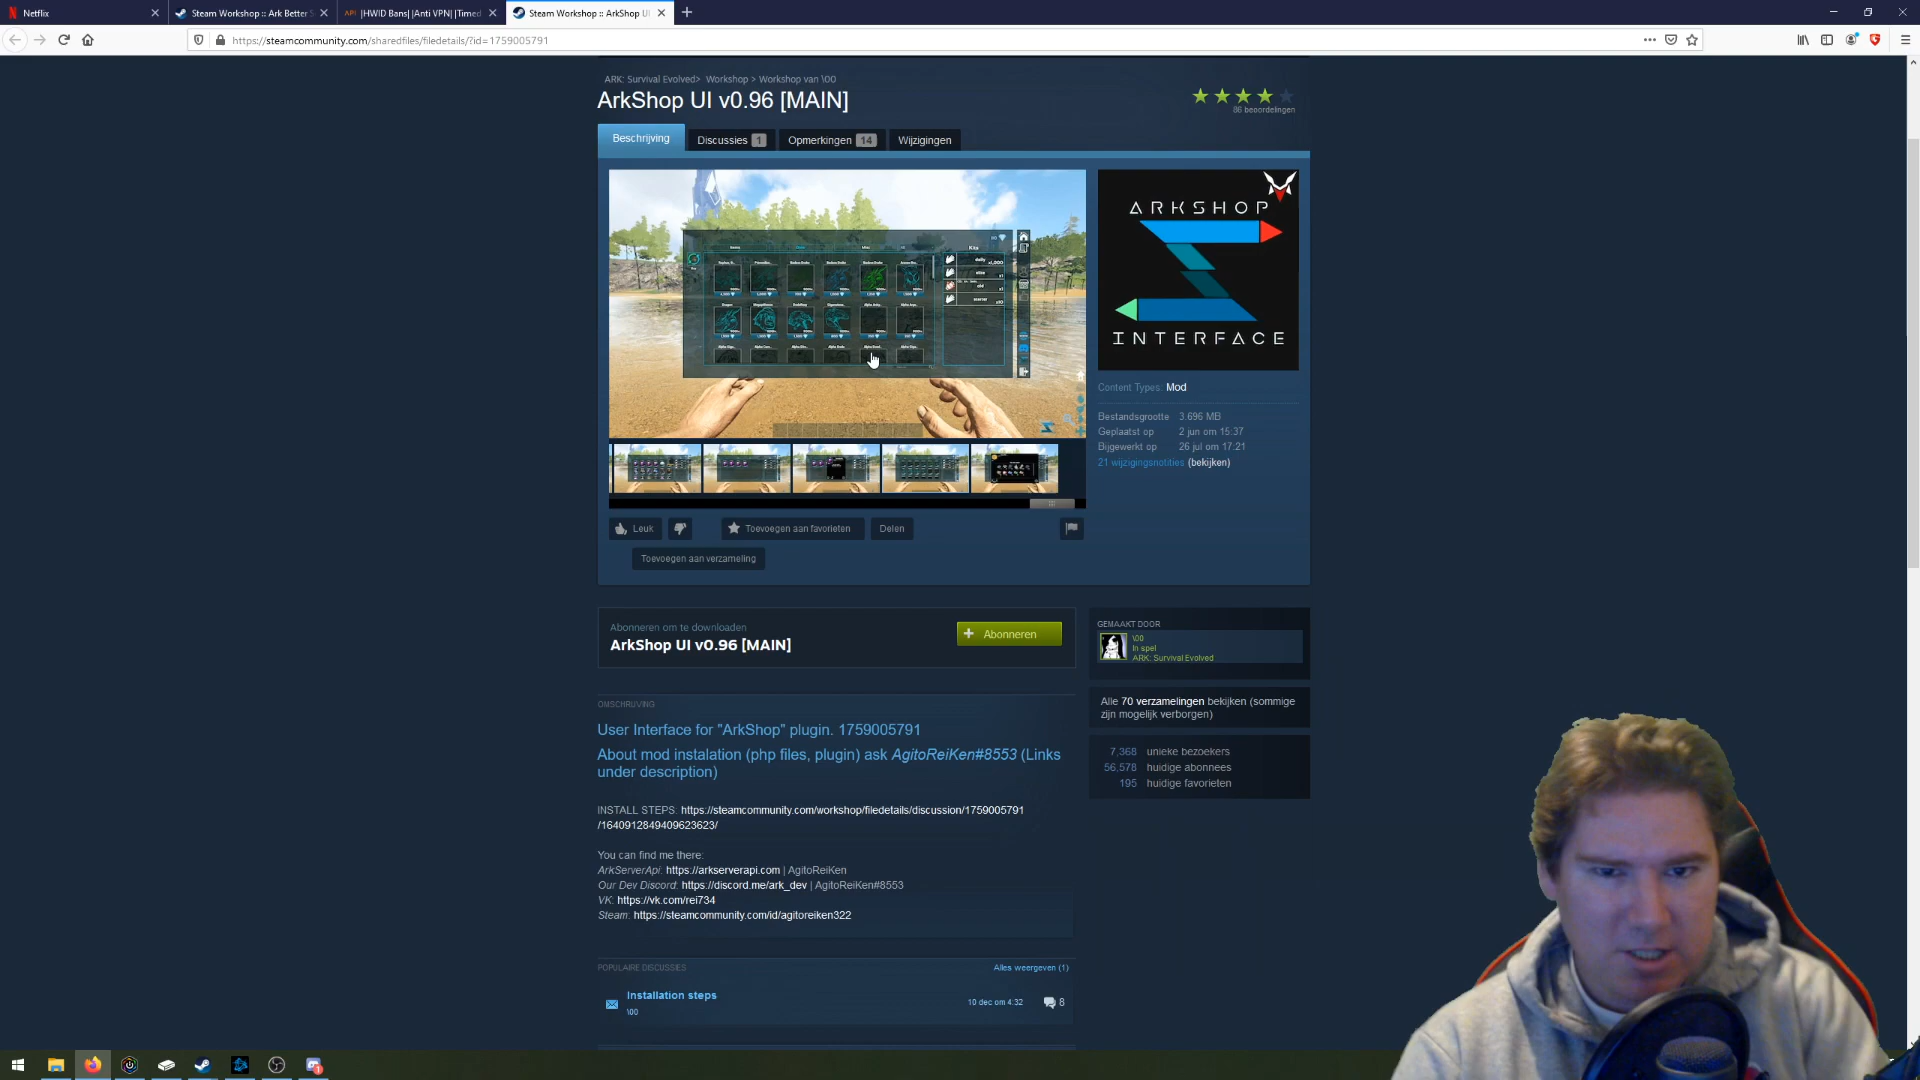 Netflix
Steam Workshop :: Ark Better S
API |HWID Bans| |Anti VPN| |Timed
Steam Workshop :: ArkShop UI
https://steamcommunity.com/sharedfiles/filedetails/?id=1759005791
ARK: Survival Evolved > Workshop > Workshop van \00
ArkShop UI v0.96 [MAIN]
86 beoordelingen
Beschrijving
Discussies 1
Opmerkingen 14
Wijzigingen
Kits
ARKSHOP
INTERFACE
Content Types: Mod
Bestandsgrootte 3.696 MB
Geplaatst op 2 jun om 15:37
Bijgewerkt op 26 jul om 17:21
21 wijzigingsnotities (bekijken)
Leuk
Toevoegen aan favorieten
Delen
Toevoegen aan verzameling
Abonneren om te downloaden
ArkShop UI v0.96 [MAIN]
Abonneren
GEMAAKT DOOR
\00
In spel
ARK: Survival Evolved
Alle 70 verzamelingen bekijken (sommige
zijn mogelijk verborgen)
7,368 unieke bezoekers
56,578 huidige abonnees
195 huidige favorieten
OMSCHRIJVING
User Interface for "ArkShop" plugin. 1759005791
About mod instalation (php files, plugin) ask AgitoReiKen#8553 (Links
under description)
INSTALL STEPS: https://steamcommunity.com/workshop/filedetails/discussion/1759005791
/1640912849409623623/
You can find me there:
ArkServerApi: https://arkserverapi.com | AgitoReiKen
Our Dev Discord: https://discord.me/ark_dev | AgitoReiKen#8553
VK: https://vk.com/rei734
Steam: https://steamcommunity.com/id/agitoreiken322
POPULAIRE DISCUSSIES
Alles weergeven (1)
Installation steps
\00
10 dec om 4:32
8